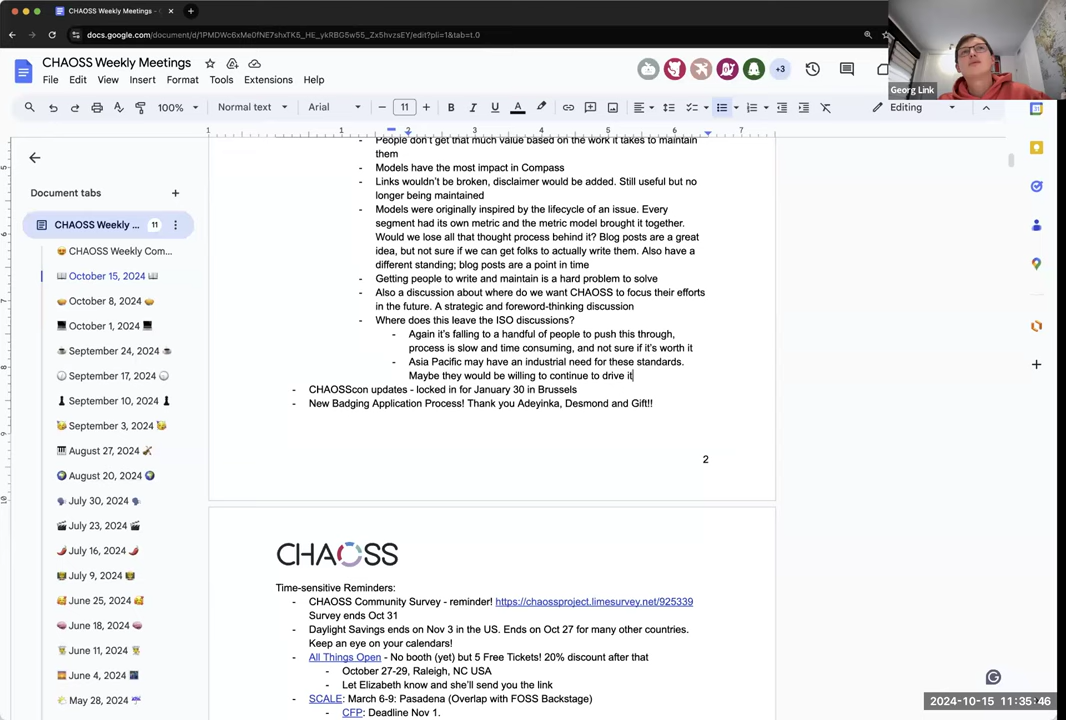 CHAOSS Weekly Meetings -
docs.google.com/document/d/1PMDWc6xMe0fNE7shxTK5_HE_ykRBG5w55_Zx5hvzsEY/edit?pli=1&tab=t.0
CHAOSS Weekly Meetings
File Edit View Insert Format Tools Extensions Help
+3
Georg Link
100% Normal text Arial 11 Editing
Document tabs
CHAOSS Weekly ... 11
CHAOSS Weekly Com...
October 15, 2024
October 8, 2024
October 1, 2024
September 24, 2024
September 17, 2024
September 10, 2024
September 3, 2024
August 27, 2024
August 20, 2024
July 30, 2024
July 23, 2024
July 16, 2024
July 9, 2024
June 25, 2024
June 18, 2024
June 11, 2024
June 4, 2024
May 28, 2024
1 1 2 3 4 5 6 7
- People don't get that much value based on the work it takes to maintain
them
- Models have the most impact in Compass
- Links wouldn't be broken, disclaimer would be added. Still useful but no
longer being maintained
- Models were originally inspired by the lifecycle of an issue. Every
segment had its own metric and the metric model brought it together.
Would we lose all that thought process behind it? Blog posts are a great
idea, but not sure if we can get folks to actually write them. Also have a
different standing; blog posts are a point in time
- Getting people to write and maintain is a hard problem to solve
- Also a discussion about where do we want CHAOSS to focus their efforts
in the future. A strategic and foreword-thinking discussion
- Where does this leave the ISO discussions?
- Again it's falling to a handful of people to push this through,
process is slow and time consuming, and not sure if it's worth it
- Asia Pacific may have an industrial need for these standards.
Maybe they would be willing to continue to drive it
- CHAOSScon updates - locked in for January 30 in Brussels
- New Badging Application Process! Thank you Adeyinka, Desmond and Gift!!
2
CHAOSS
Time-sensitive Reminders:
- CHAOSS Community Survey - reminder! https://chaossproject.limesurvey.net/925339
Survey ends Oct 31
- Daylight Savings ends on Nov 3 in the US. Ends on Oct 27 for many other countries.
Keep an eye on your calendars!
- All Things Open - No booth (yet) but 5 Free Tickets! 20% discount after that
- October 27-29, Raleigh, NC USA
- Let Elizabeth know and she'll send you the link
- SCALE: March 6-9: Pasadena (Overlap with FOSS Backstage)
- CFP: Deadline Nov 1.
2024-10-15 11:35:46